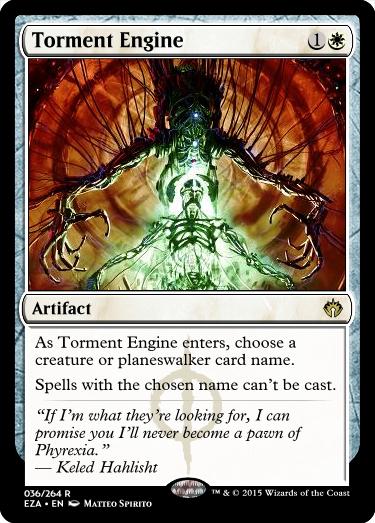 Torment Engine 1
Artifact
As Torment Engine enters, choose a
creature or planeswalker card name.
Spells with the chosen name can't be cast.
“If I'm what they're looking for, I can
promise you I'll never become a pawn of
Phyrexia.”
— Keled Hahlisht
036/264 R
EZA • EN Matteo Spirito
™ & © 2015 Wizards of the Coast